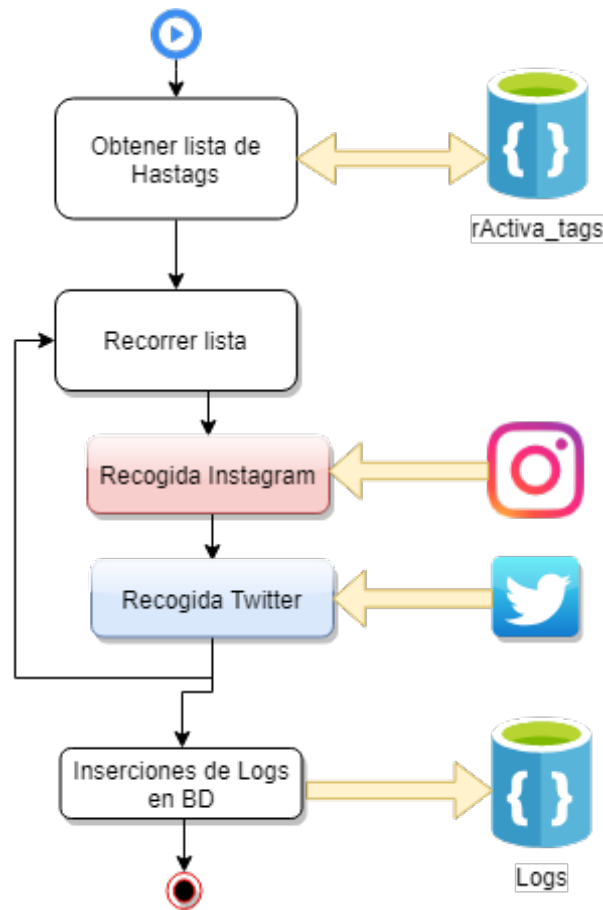 Obtener lista de
Hastags
rActiva_tags
Recorrer lista
Recogida Instagram
Recogida Twitter
Inserciones de Logs
en BD
Logs